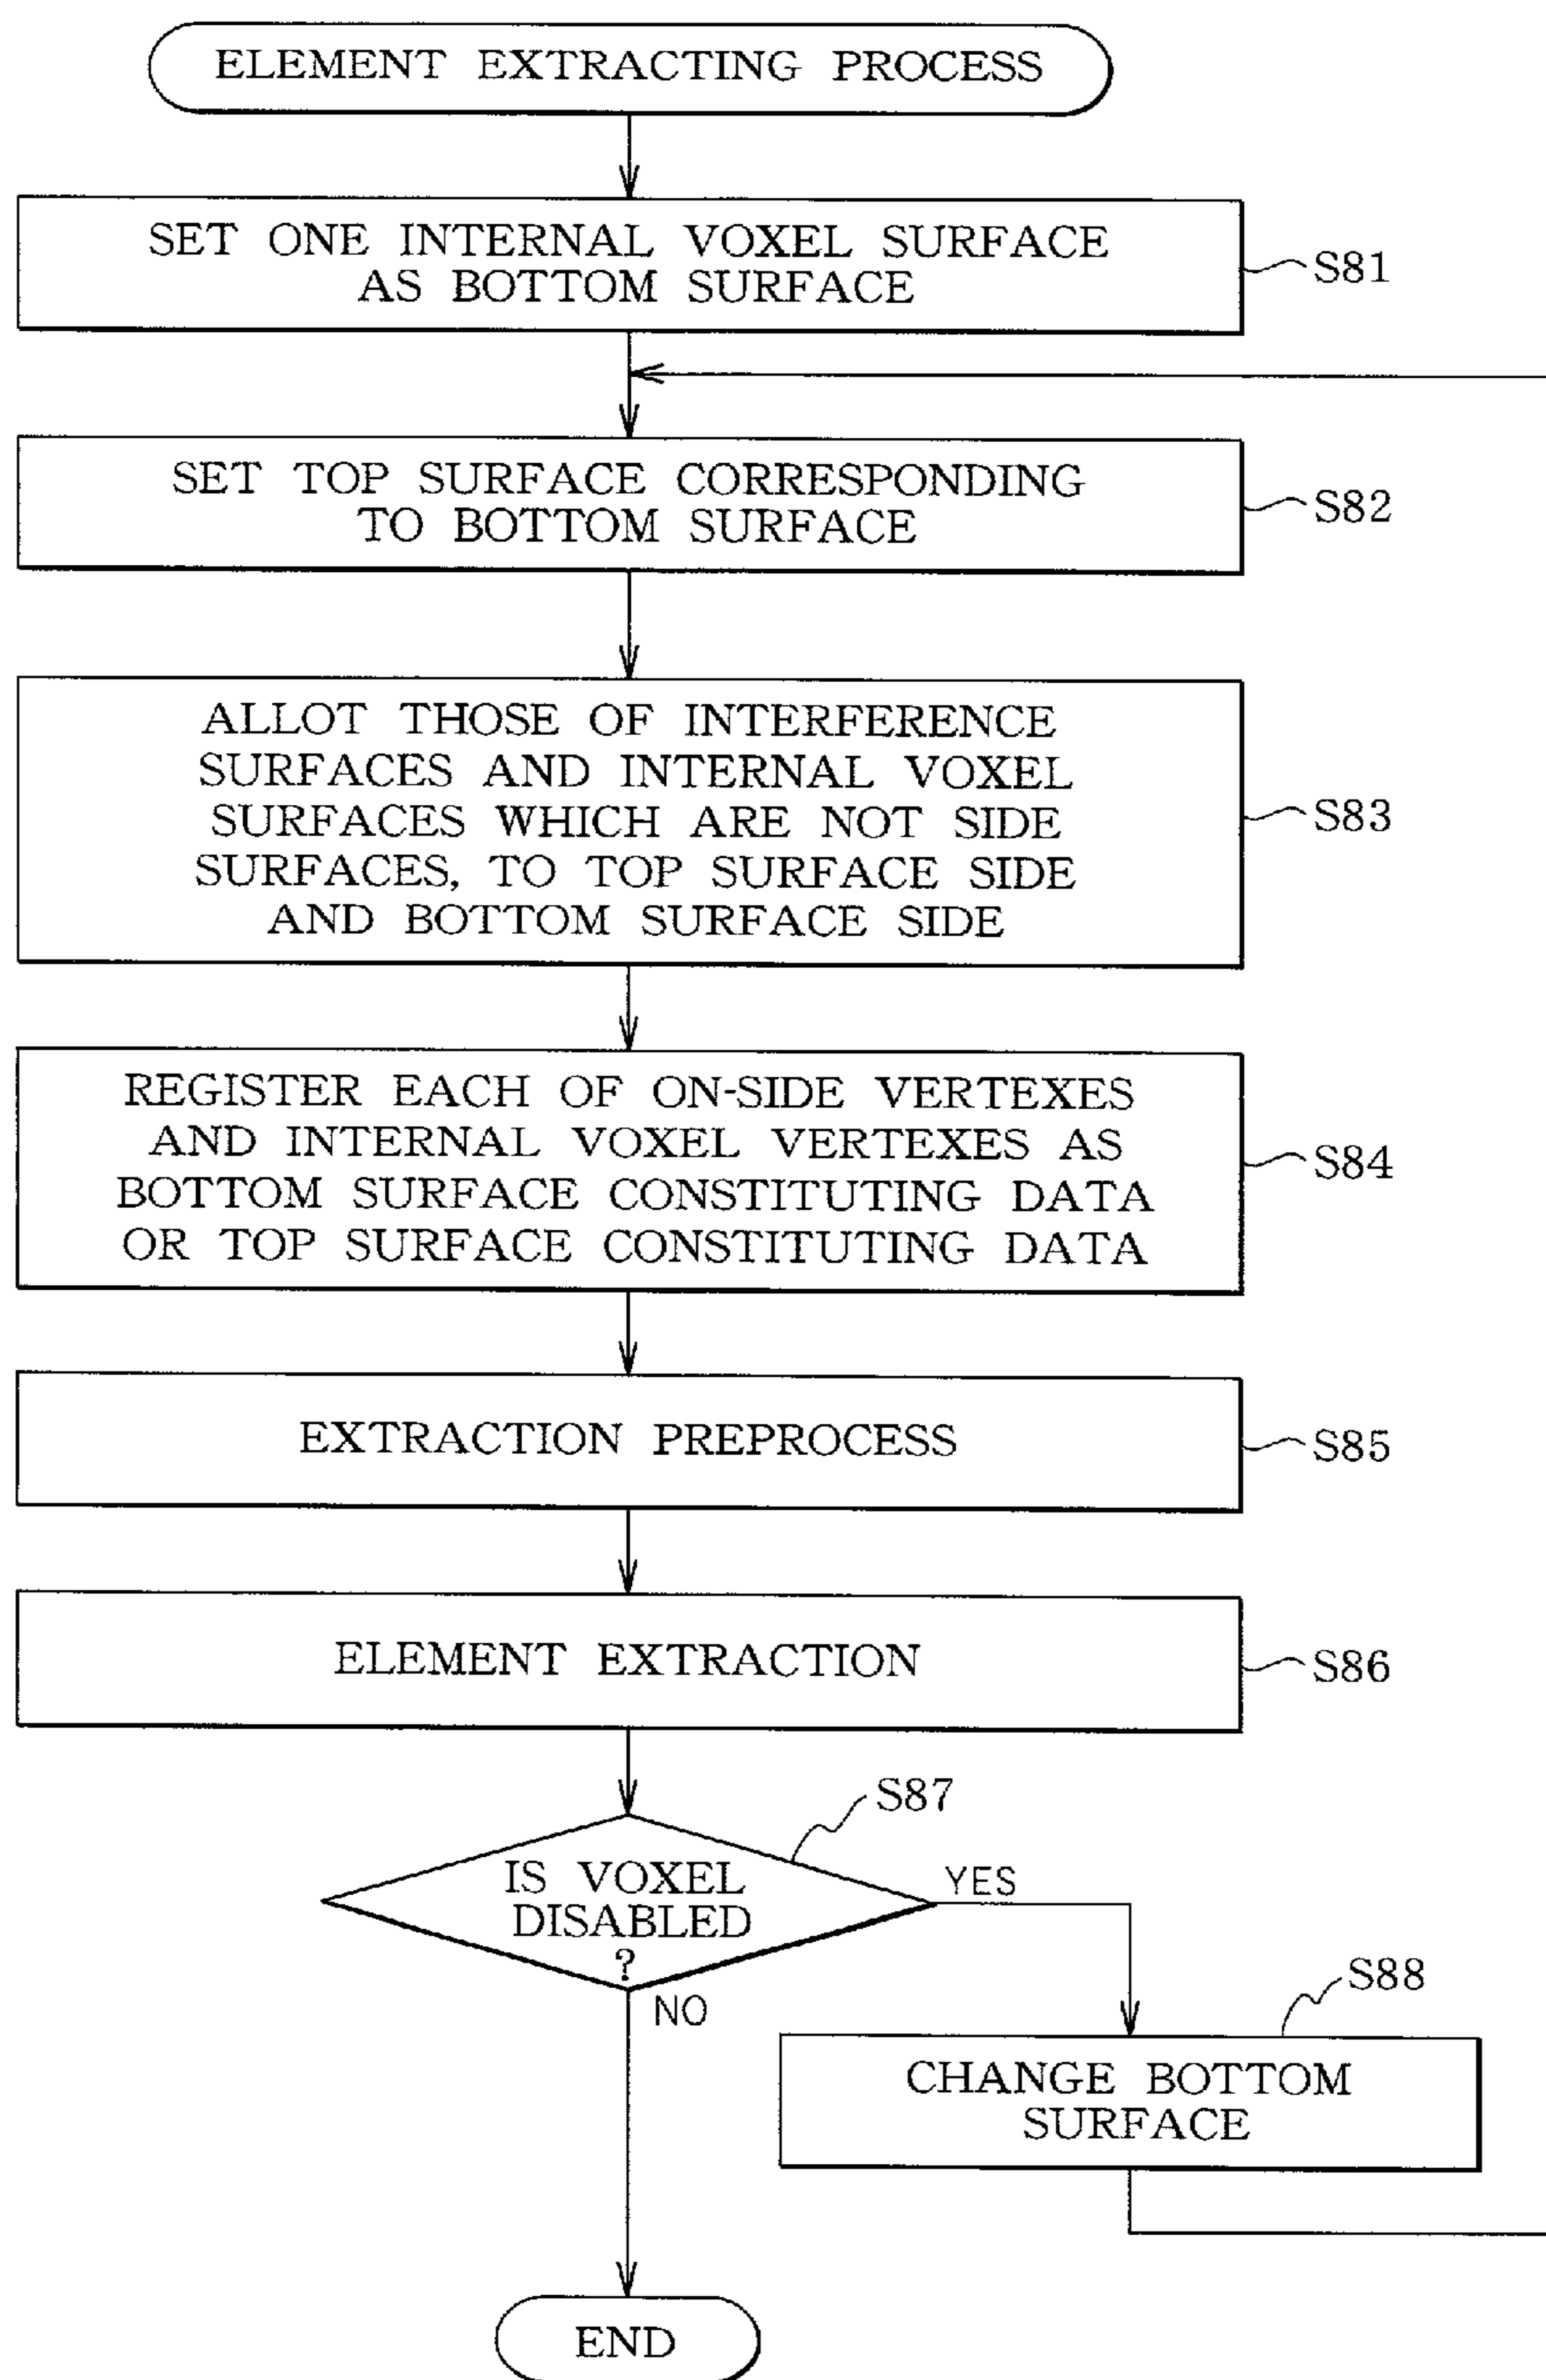 ELEMENT EXTRACTING PROCESS
SET ONE INTERNAL VOXEL SURFACE
AS BOTTOM SURFACE
S81
SET TOP SURFACE CORRESPONDING
TO BOTTOM SURFACE
S82
ALLOT THOSE OF INTERFERENCE
SURFACES AND INTERNAL VOXEL
SURFACES WHICH ARE NOT SIDE
SURFACES, TO TOP SURFACE SIDE
AND BOTTOM SURFACE SIDE
S83
REGISTER EACH OF ON-SIDE VERTEXES
AND INTERNAL VOXEL VERTEXES AS
BOTTOM SURFACE CONSTITUTING DATA
OR TOP SURFACE CONSTITUTING DATA
S84
EXTRACTION PREPROCESS
S85
ELEMENT EXTRACTION
S86
S87
IS VOXEL
DISABLED
?
YES
NO
S88
CHANGE BOTTOM
SURFACE
END